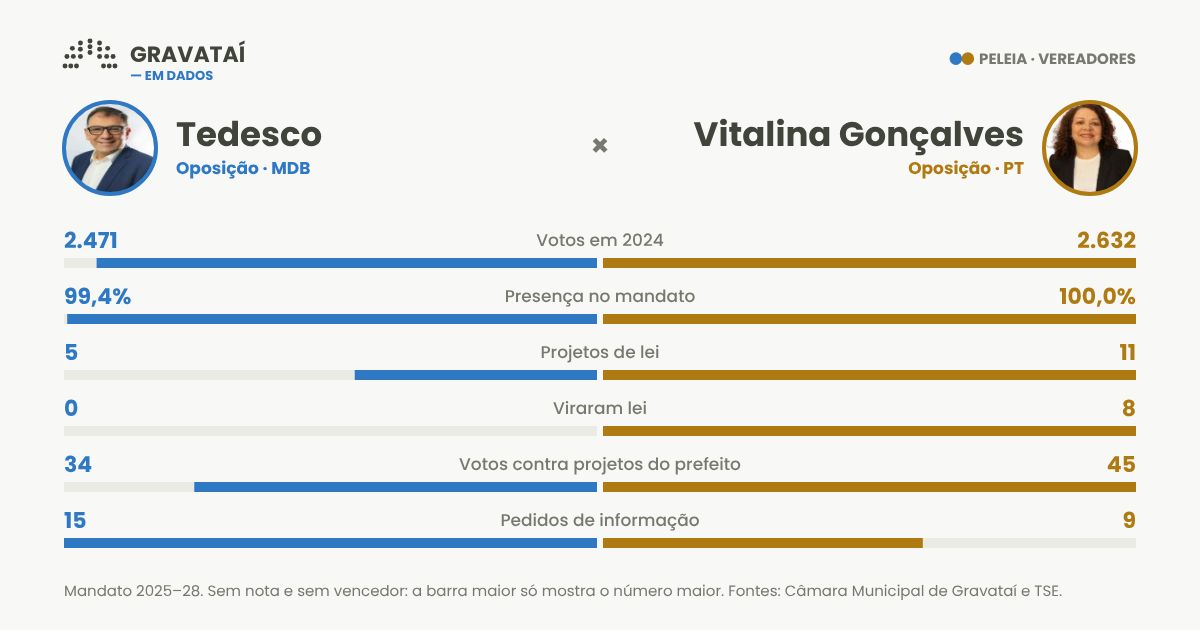 GRAVATAÍ
— EM DADOS
PELEIA · VEREADORES
Tedesco
Oposição · MDB
×
Vitalina Gonçalves
Oposição · PT
2.471 Votos em 2024 2.632
99,4% Presença no mandato 100,0%
5 Projetos de lei 11
0 Viraram lei 8
34 Votos contra projetos do prefeito 45
15 Pedidos de informação 9
Mandato 2025–28. Sem nota e sem vencedor: a barra maior só mostra o número maior. Fontes: Câmara Municipal de Gravataí e TSE.